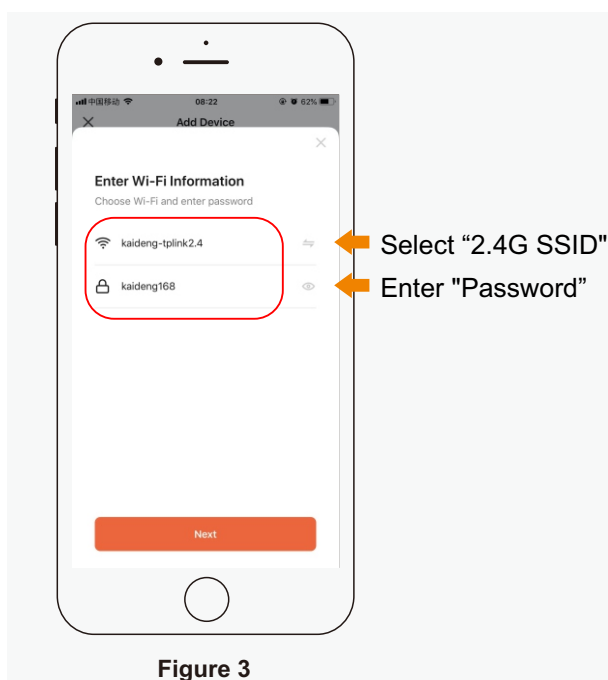 中国移动 08:22 62%
Add Device
Enter Wi-Fi Information
Choose Wi-Fi and enter password
kaideng-tplink2.4
Select “2.4G SSID"
kaideng168
Enter "Password”
Next
Figure 3